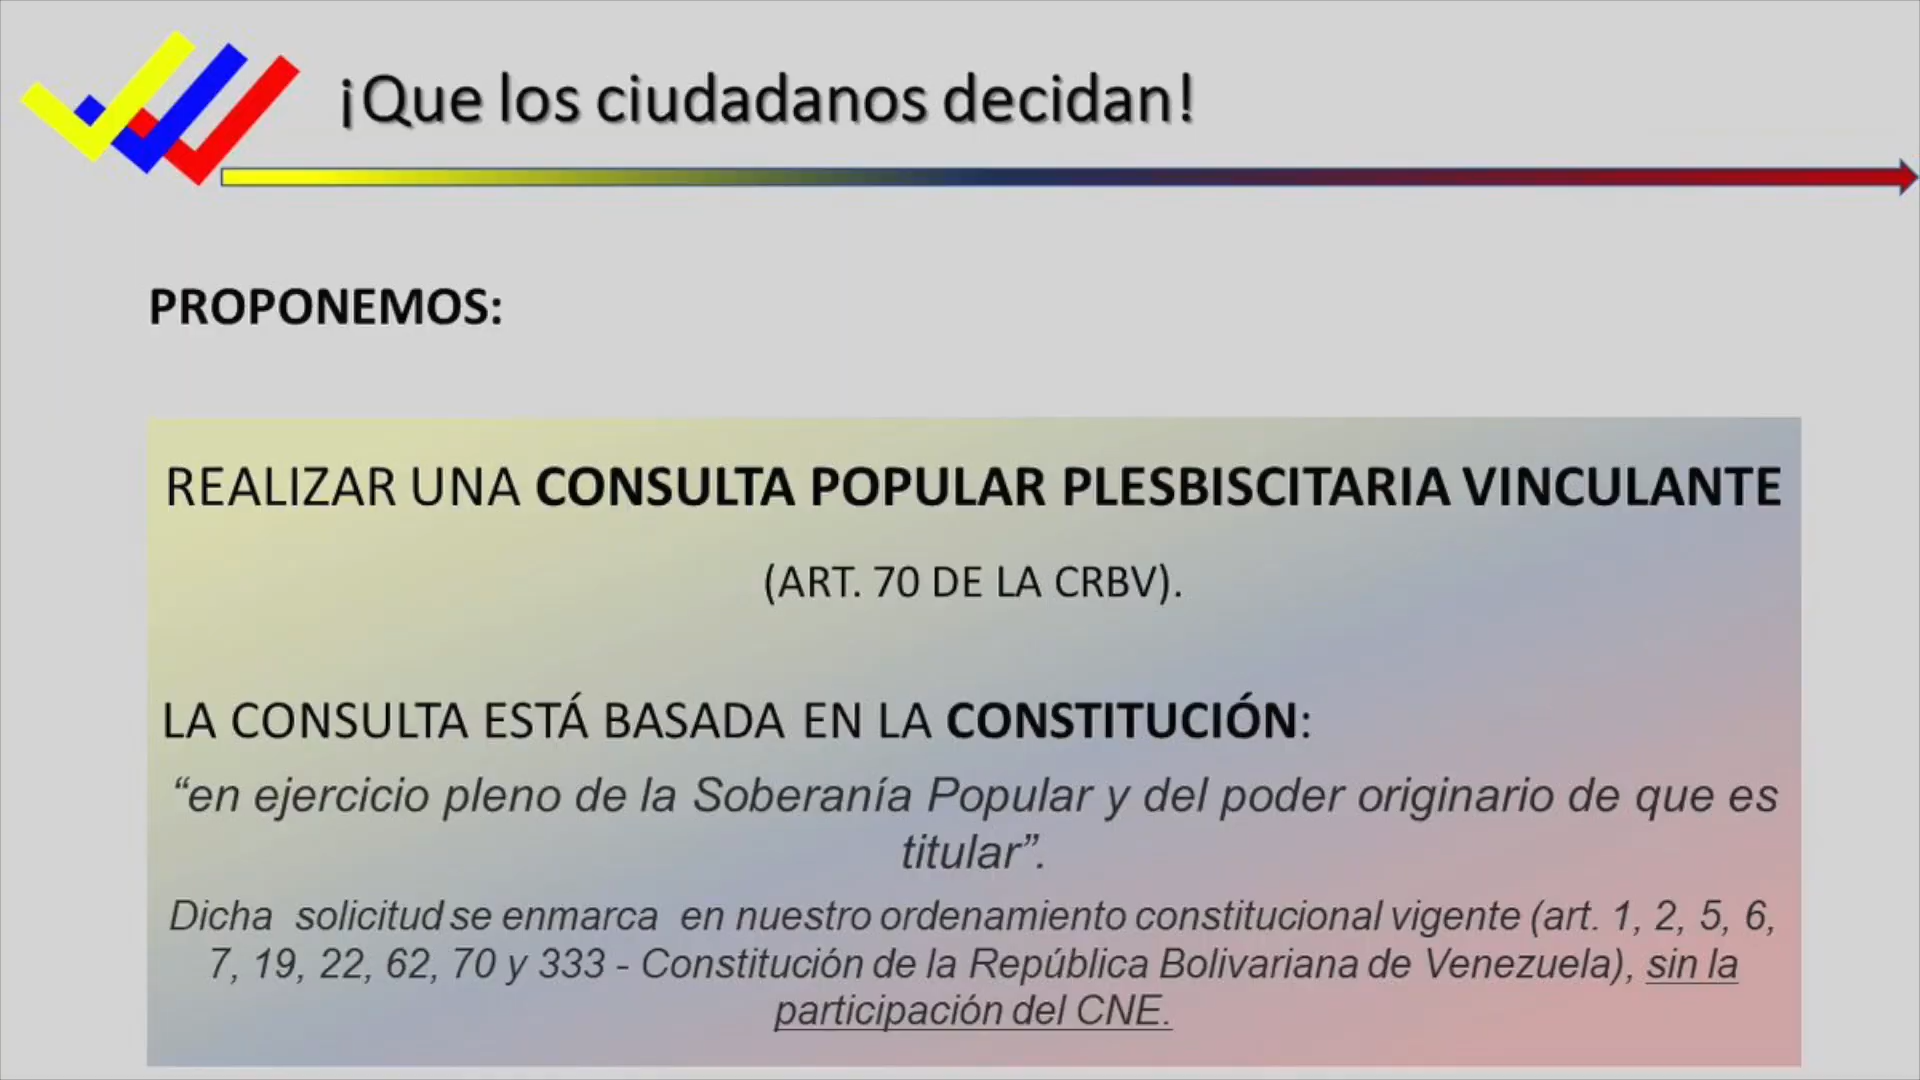 ¡Que los ciudadanos decidan!
PROPONEMOS:
REALIZAR UNA CONSULTA POPULAR PLESBISCITARIA VINCULANTE
(ART. 70 DE LA CRBV).
LA CONSULTA ESTÁ BASADA EN LA CONSTITUCIÓN:
“en ejercicio pleno de la Soberanía Popular y del poder originario de que es
titular”.
Dicha solicitud se enmarca en nuestro ordenamiento constitucional vigente (art. 1, 2, 5, 6,
7, 19, 22, 62, 70 y 333 - Constitución de la República Bolivariana de Venezuela), sin la
participación del CNE.